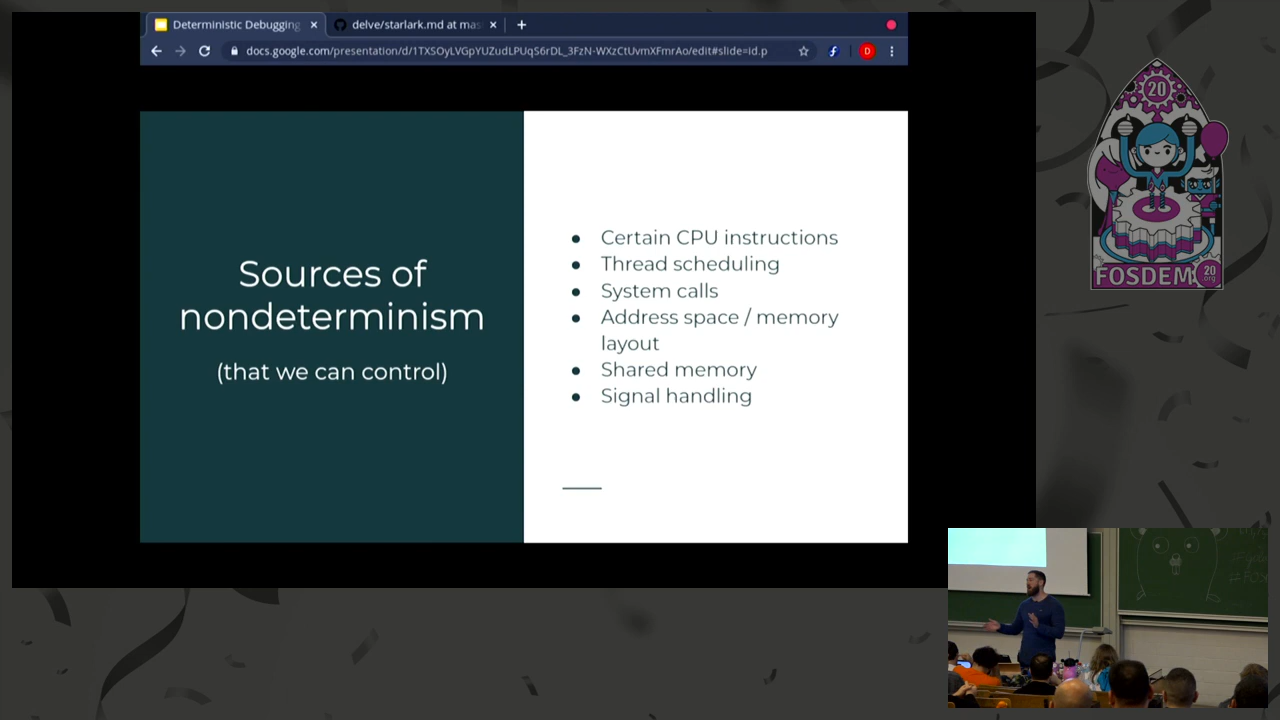 Deterministic Debugging
delve/starlark.md at mas
docs.google.com/presentation/d/1TXSOyLVGpYUZudLPUqS6rDL_3FzN-WXzCtUvmXFmrAo/edit#slide=id.p
D
Sources of
nondeterminism
(that we can control)
● Certain CPU instructions
● Thread scheduling
● System calls
● Address space / memory
layout
● Shared memory
● Signal handling
20
FOSDEM
20
.org